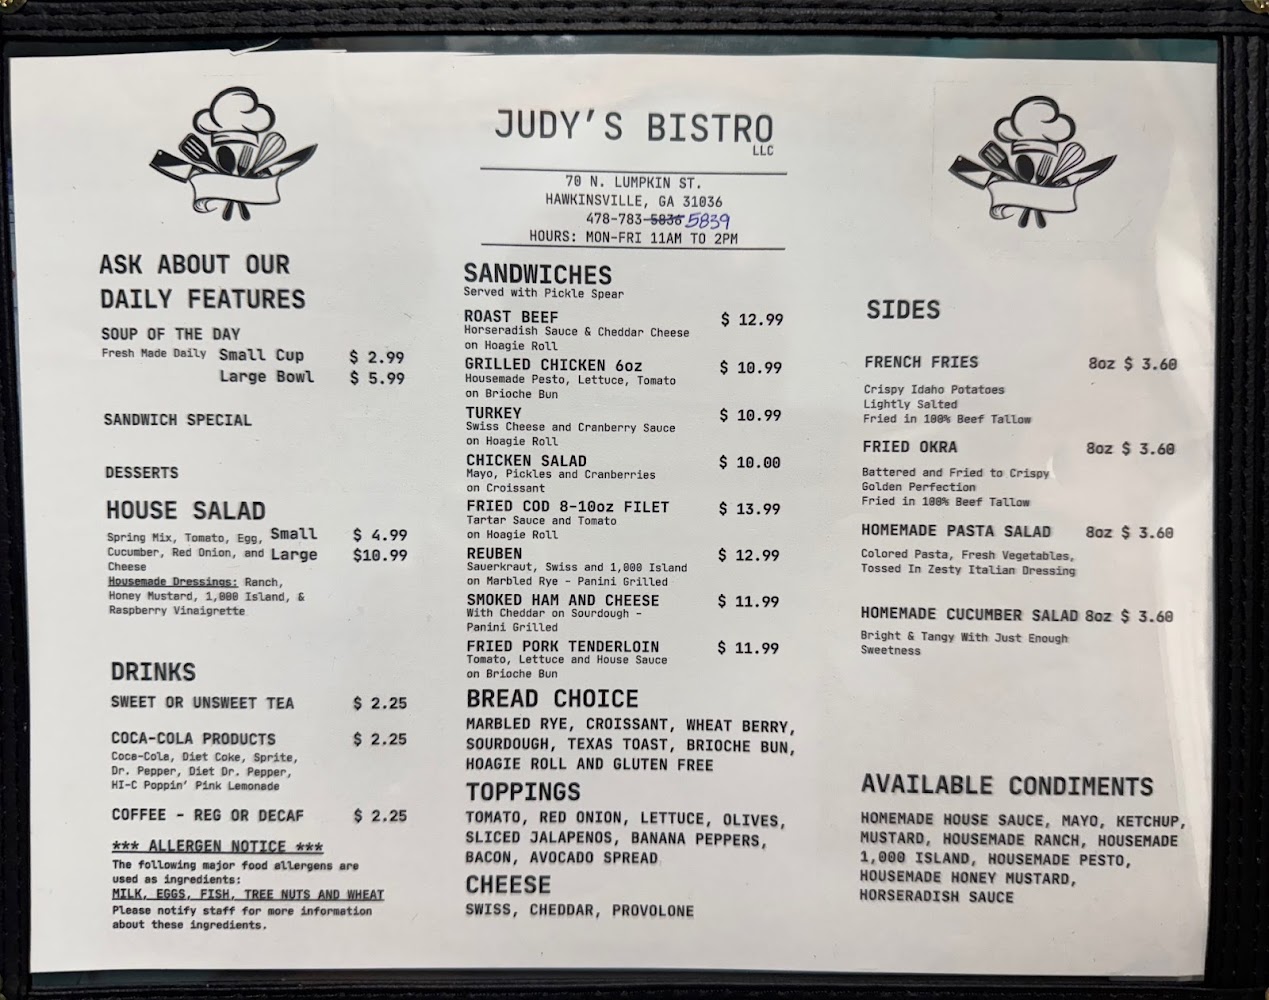 JUDY'S BISTRO
LLC
70 N. LUMPKIN ST.
HAWKINSVILLE, GA 31036
478-783-5836 5839
HOURS: MON-FRI 11AM TO 2PM
ASK ABOUT OUR
DAILY FEATURES
SOUP OF THE DAY
Fresh Made Daily Small Cup $ 2.99
Large Bowl $ 5.99
SANDWICH SPECIAL
DESSERTS
HOUSE SALAD
Spring Mix, Tomato, Egg, Small $ 4.99
Cucumber, Red Onion, and Large $10.99
Cheese
Housemade Dressings: Ranch,
Honey Mustard, 1,000 Island, &
Raspberry Vinaigrette
DRINKS
SWEET OR UNSWEET TEA $ 2.25
COCA-COLA PRODUCTS $ 2.25
Coca-Cola, Diet Coke, Sprite,
Dr. Pepper, Diet Dr. Pepper,
HI-C Poppin' Pink Lemonade
COFFEE - REG OR DECAF $ 2.25
*** ALLERGEN NOTICE ***
The following major food allergens are
used as ingredients:
MILK, EGGS, FISH, TREE NUTS AND WHEAT
Please notify staff for more information
about these ingredients.
SANDWICHES
Served with Pickle Spear
ROAST BEEF $ 12.99
Horseradish Sauce & Cheddar Cheese
on Hoagie Roll
GRILLED CHICKEN 6oz $ 10.99
Housemade Pesto, Lettuce, Tomato
on Brioche Bun
TURKEY $ 10.99
Swiss Cheese and Cranberry Sauce
on Hoagie Roll
CHICKEN SALAD $ 10.00
Mayo, Pickles and Cranberries
on Croissant
FRIED COD 8-10oz FILET $ 13.99
Tartar Sauce and Tomato
on Hoagie Roll
REUBEN $ 12.99
Sauerkraut, Swiss and 1,000 Island
on Marbled Rye - Panini Grilled
SMOKED HAM AND CHEESE $ 11.99
With Cheddar on Sourdough -
Panini Grilled
FRIED PORK TENDERLOIN $ 11.99
Tomato, Lettuce and House Sauce
on Brioche Bun
BREAD CHOICE
MARBLED RYE, CROISSANT, WHEAT BERRY,
SOURDOUGH, TEXAS TOAST, BRIOCHE BUN,
HOAGIE ROLL AND GLUTEN FREE
TOPPINGS
TOMATO, RED ONION, LETTUCE, OLIVES,
SLICED JALAPENOS, BANANA PEPPERS,
BACON, AVOCADO SPREAD
CHEESE
SWISS, CHEDDAR, PROVOLONE
SIDES
FRENCH FRIES 8oz $ 3.60
Crispy Idaho Potatoes
Lightly Salted
Fried in 100% Beef Tallow
FRIED OKRA 8oz $ 3.60
Battered and Fried to Crispy
Golden Perfection
Fried in 100% Beef Tallow
HOMEMADE PASTA SALAD 8oz $ 3.60
Colored Pasta, Fresh Vegetables,
Tossed In Zesty Italian Dressing
HOMEMADE CUCUMBER SALAD 8oz $ 3.60
Bright & Tangy With Just Enough
Sweetness
AVAILABLE CONDIMENTS
HOMEMADE HOUSE SAUCE, MAYO, KETCHUP,
MUSTARD, HOUSEMADE RANCH, HOUSEMADE
1,000 ISLAND, HOUSEMADE PESTO,
HOUSEMADE HONEY MUSTARD,
HORSERADISH SAUCE